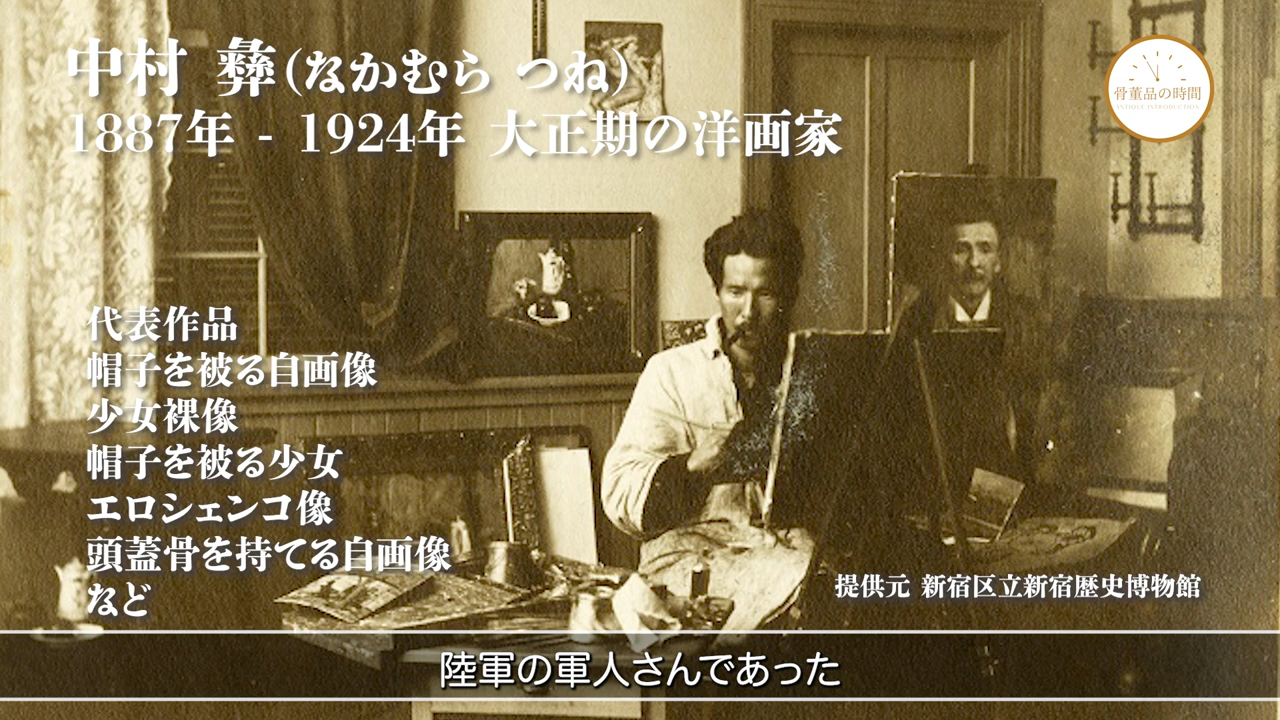 中村 彝(なかむら つね)
1887年 - 1924年 大正期の洋画家
骨董品の時間
ANTIQUE INTRODUCTION
代表作品
帽子を被る自画像
少女裸像
帽子を被る少女
エロシェンコ像
頭蓋骨を持てる自画像
など
提供元 新宿区立新宿歴史博物館
陸軍の軍人さんであった